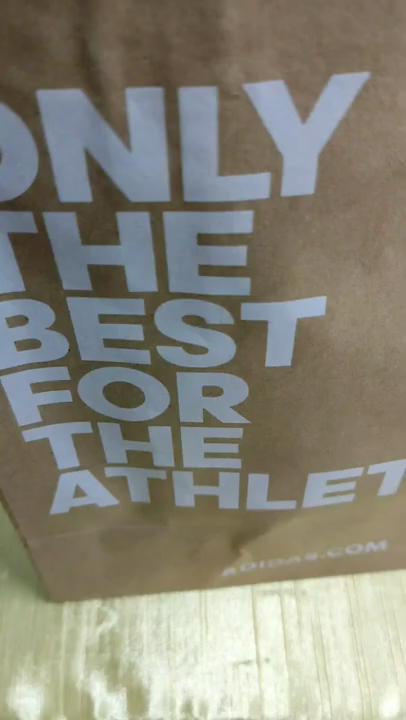 ONLY
THE
BEST
FOR
THE
ATHLET
ADIDAS.COM